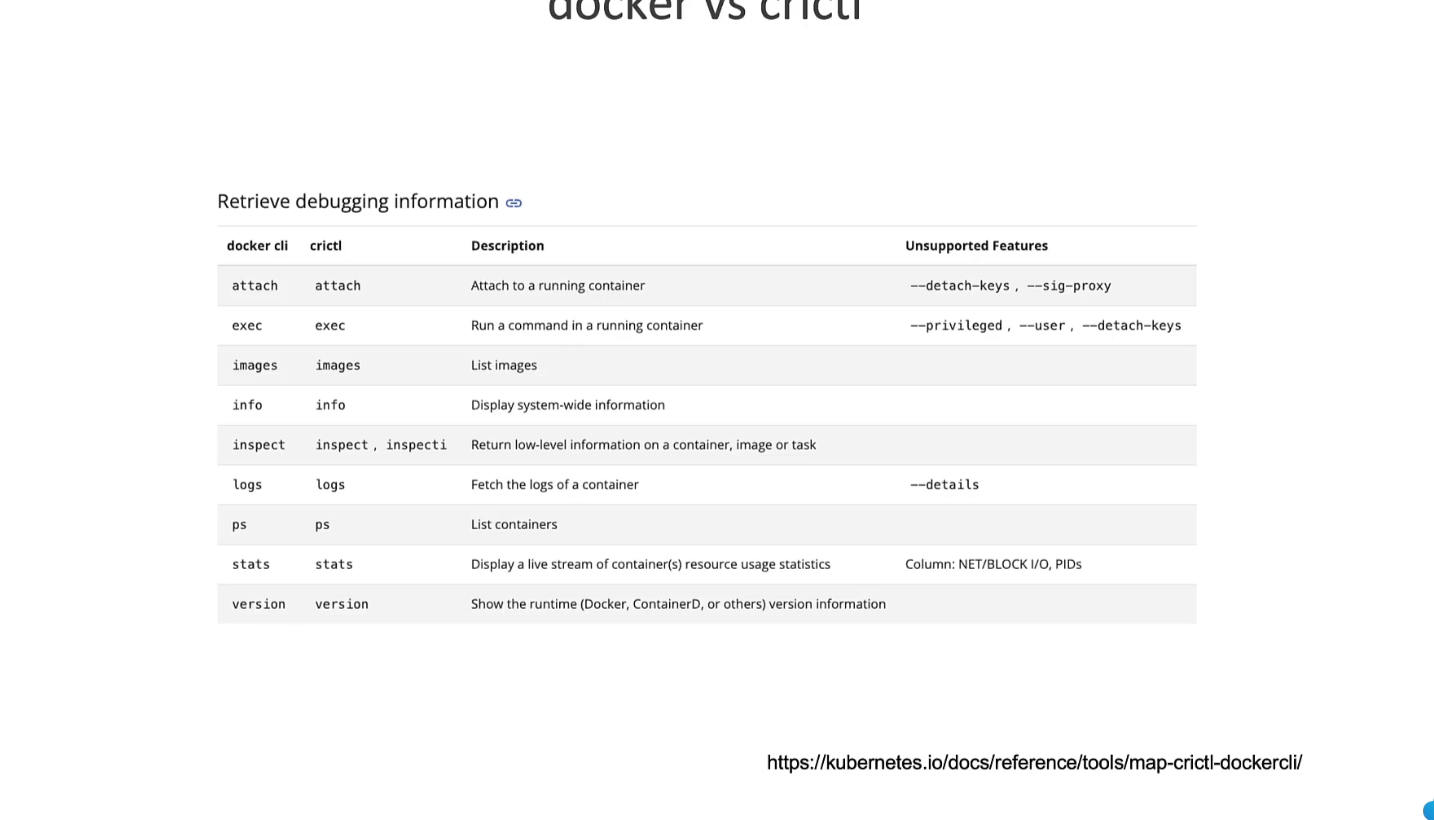 docker vs crictl
Retrieve debugging information
docker cli crictl Description Unsupported Features
attach attach Attach to a running container --detach-keys, --sig-proxy
exec exec Run a command in a running container --privileged, --user, --detach-keys
images images List images
info info Display system-wide information
inspect inspect, inspecti Return low-level information on a container, image or task
logs logs Fetch the logs of a container --details
ps ps List containers
stats stats Display a live stream of container(s) resource usage statistics Column: NET/BLOCK I/O, PIDs
version version Show the runtime (Docker, ContainerD, or others) version information
https://kubernetes.io/docs/reference/tools/map-crictl-dockercli/